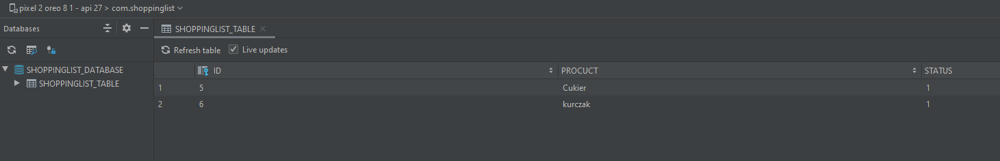 pixel 2 oreo 8 1 - api 27 > com.shoppinglist
Databases
SHOPPINGLIST_TABLE
Refresh table Live updates
SHOPPINGLIST_DATABASE
SHOPPINGLIST_TABLE
ID PROCUCT STATUS
1 5 Cukier 1
2 6 kurczak 1